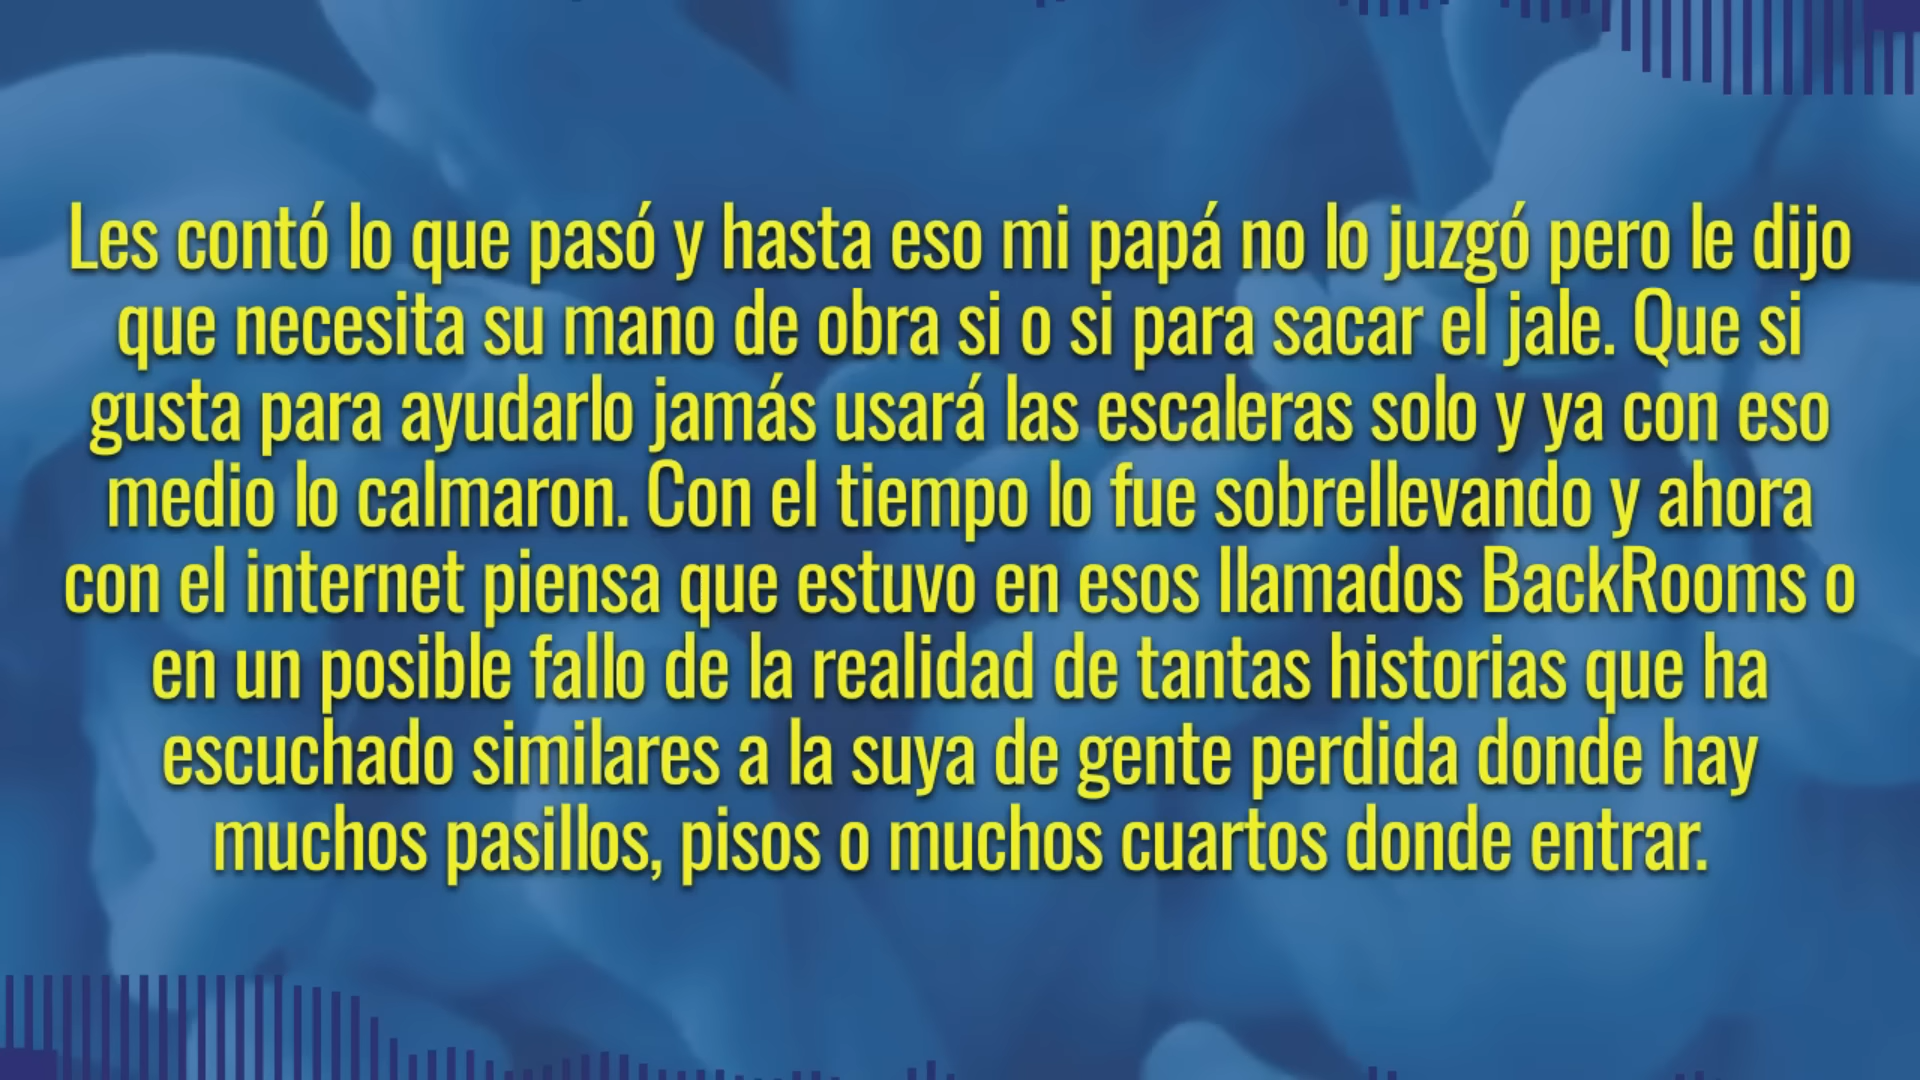 Les contó lo que pasó y hasta eso mi papá no lo juzgó pero le dijo
que necesita su mano de obra si o si para sacar el jale. Que si
gusta para ayudarlo jamás usará las escaleras solo y ya con eso
medio lo calmaron. Con el tiempo lo fue sobrellevando y ahora
con el internet piensa que estuvo en esos llamados BackRooms o
en un posible fallo de la realidad de tantas historias que ha
escuchado similares a la suya de gente perdida donde hay
muchos pasillos, pisos o muchos cuartos donde entrar.